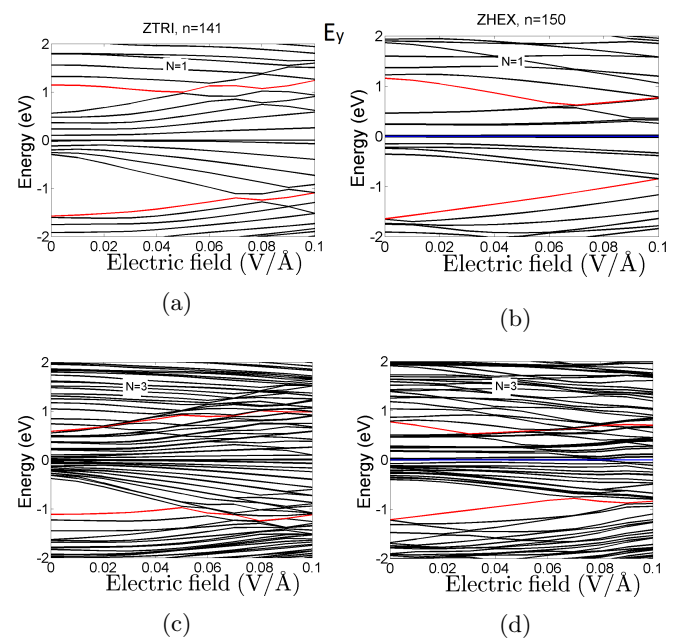 ZTRI, n=141
E_y
ZHEX, n=150
2
1
0
-1
-2
Energy (eV)
N=1
0
0.02
0.04
0.06
0.08
0.1
Electric field (V/Å)
(a)
2
1
0
-1
-2
Energy (eV)
N=1
0
0.02
0.04
0.06
0.08
0.1
Electric field (V/Å)
(b)
2
1
0
-1
-2
Energy (eV)
N=3
0
0.02
0.04
0.06
0.08
0.1
Electric field (V/Å)
(c)
2
1
0
-1
-2
Energy (eV)
N=3
0
0.02
0.04
0.06
0.08
0.1
Electric field (V/Å)
(d)